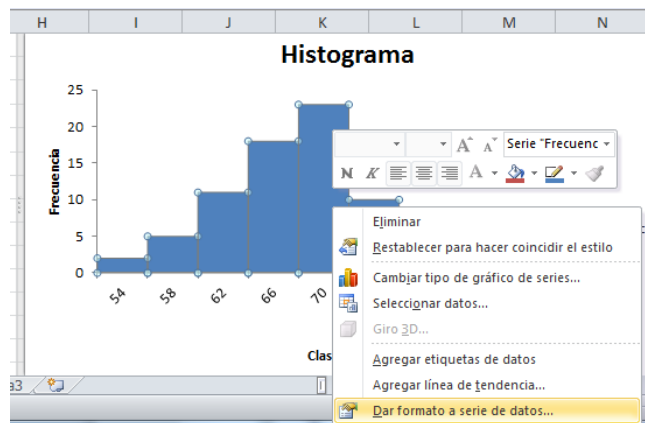 H I J K L M N
Histograma
25
20
15
10
5
0
Frecuencia
54 58 62 66 70
Clas
A A Serie "Frecuenc
N K A
Eliminar
Restablecer para hacer coincidir el estilo
Cambiar tipo de gráfico de series...
Seleccionar datos...
Giro 3D...
Agregar etiquetas de datos
Agregar línea de tendencia...
Dar formato a serie de datos...
a3